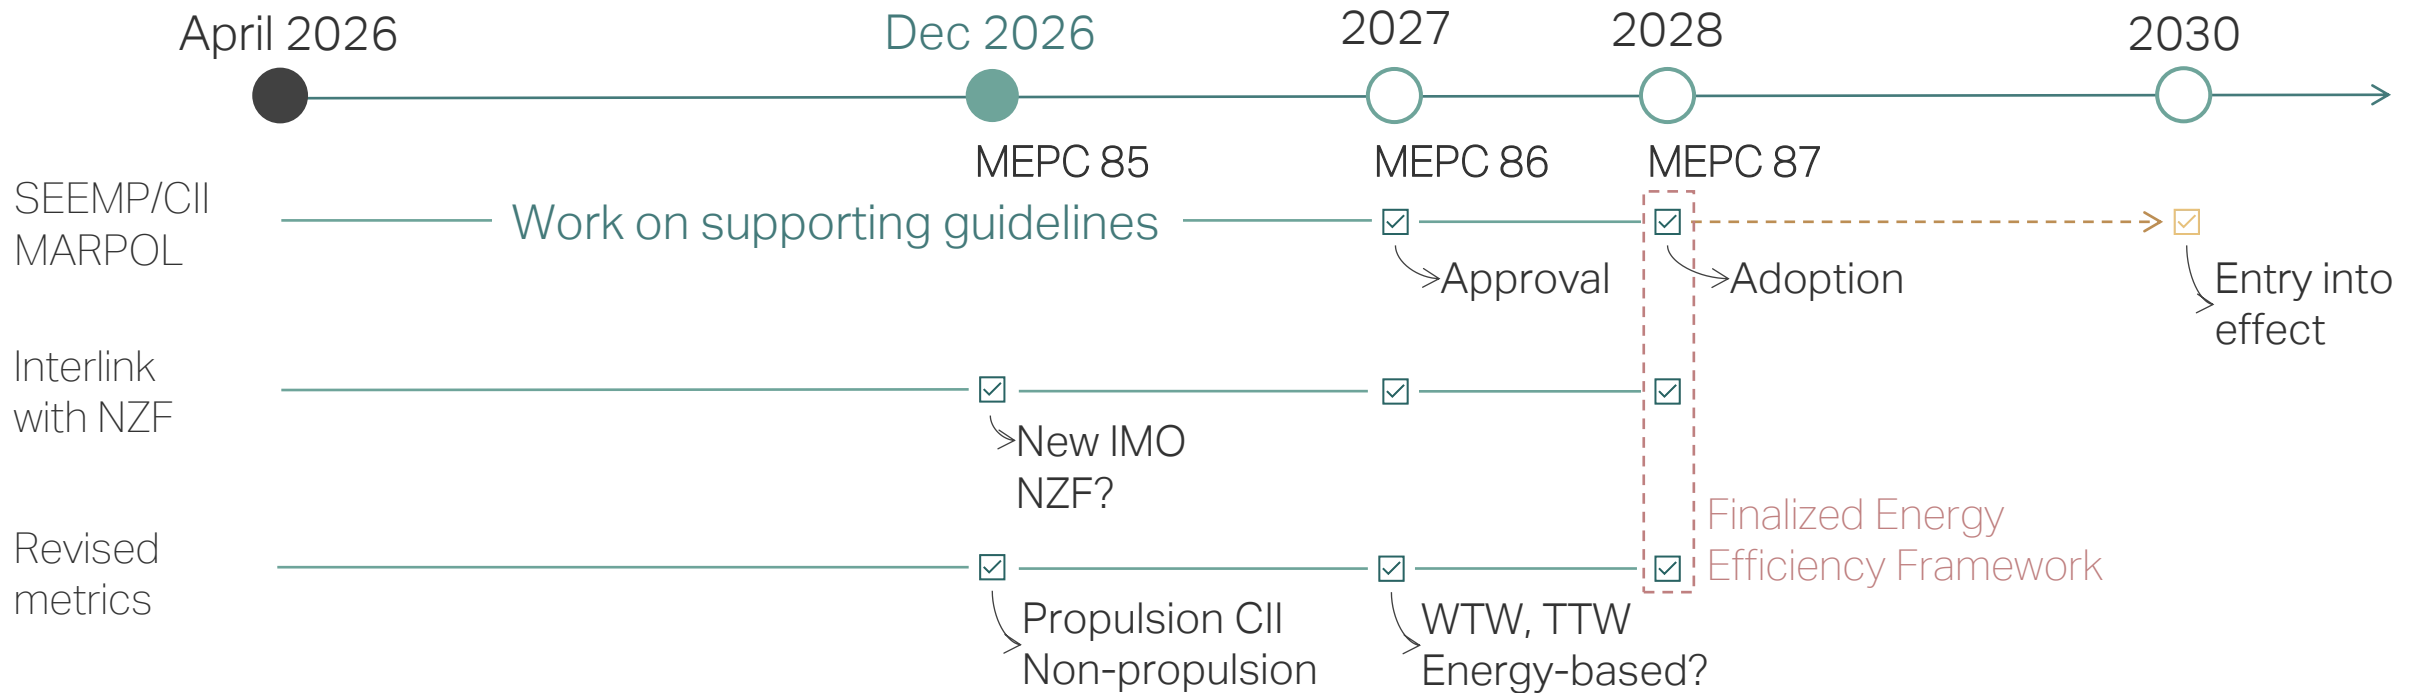 April 2026
Dec 2026
2027
2028
2030
MEPC 85
MEPC 86
MEPC 87
SEEMP/CII
MARPOL
Work on supporting guidelines
Approval
Adoption
Entry into
effect
Interlink
with NZF
New IMO
NZF?
Finalized Energy
Efficiency Framework
Revised
metrics
Propulsion CII
Non-propulsion
WTW, TTW
Energy-based?